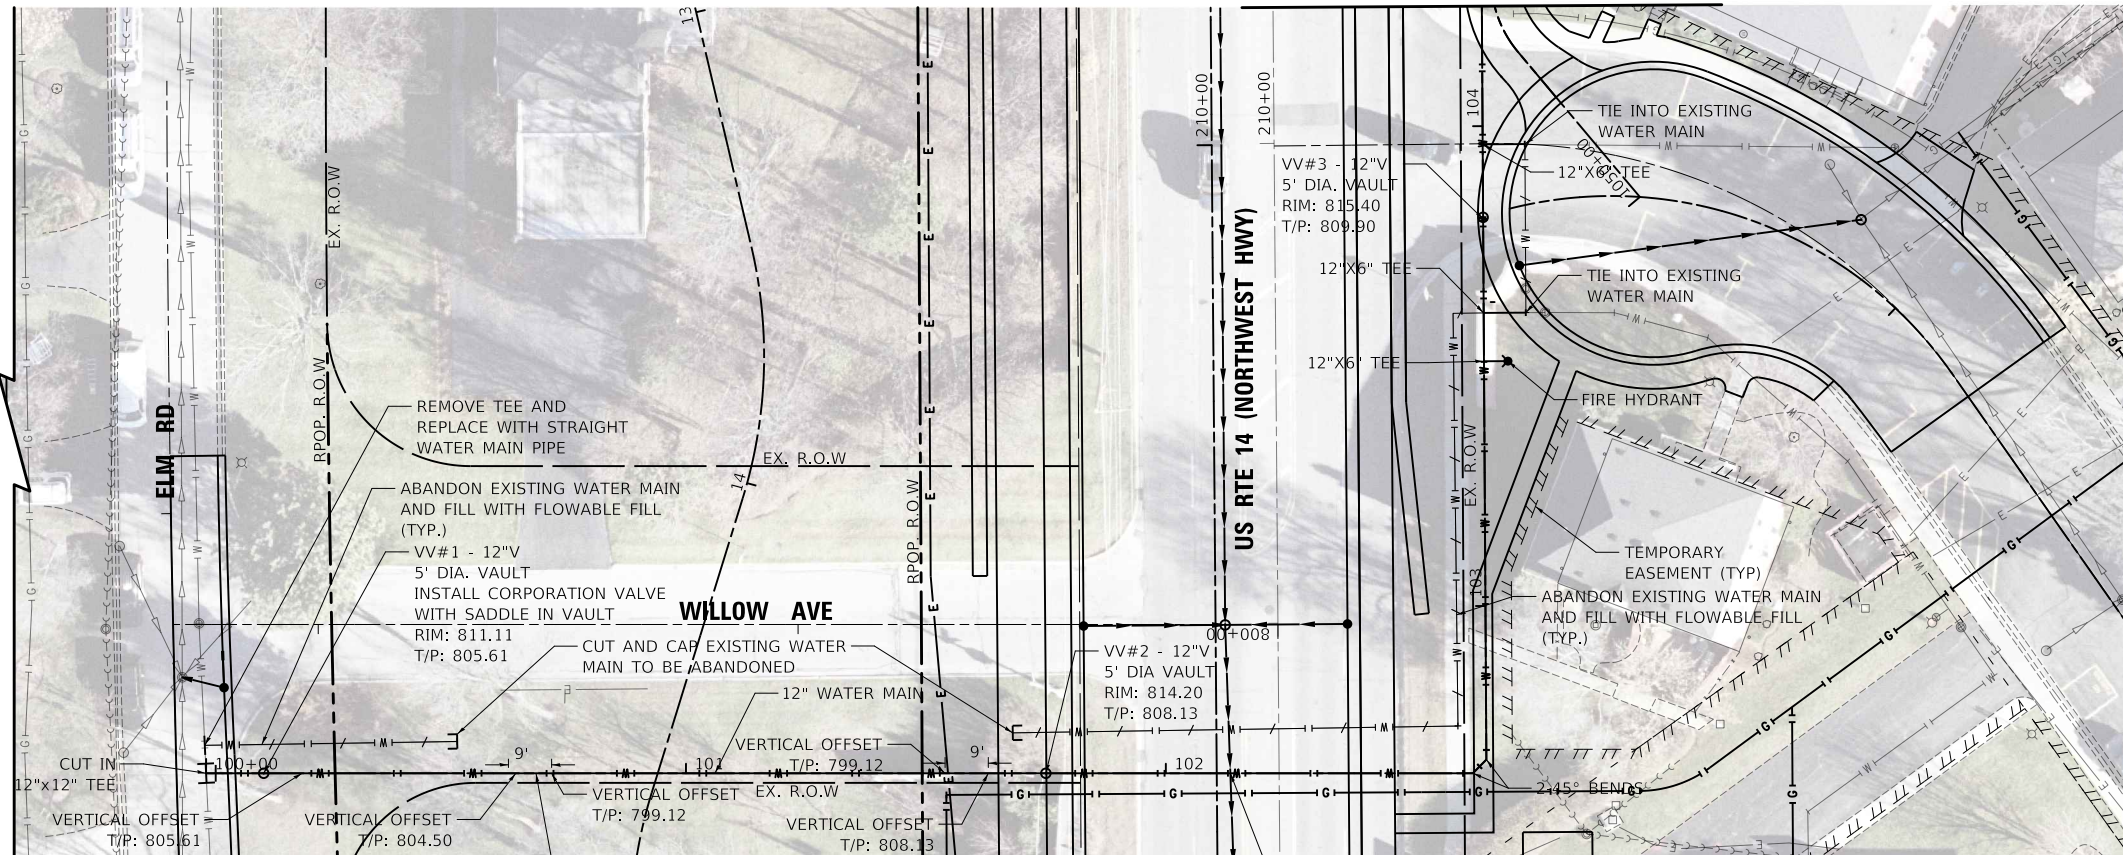 13
210+00
210+00
104
TIE INTO EXISTING
WATER MAIN
12"X6" TEE
105+00
VV#3 - 12"V
5' DIA. VAULT
RIM: 815.40
T/P: 809.90
EX. R.O.W
US RTE 14 (NORTHWEST HWY)
12"X6" TEE
TIE INTO EXISTING
WATER MAIN
12"X6" TEE
FIRE HYDRANT
RPOP. R.O.W
ELM RD
REMOVE TEE AND
REPLACE WITH STRAIGHT
WATER MAIN PIPE
EX. R.O.W
14
RPOP. R.O.W
EX. R.O.W
ABANDON EXISTING WATER MAIN
AND FILL WITH FLOWABLE FILL
(TYP.)
VV#1 - 12"V
5' DIA. VAULT
INSTALL CORPORATION VALVE
WITH SADDLE IN VAULT
RIM: 811.11
T/P: 805.61
WILLOW AVE
TEMPORARY
EASEMENT (TYP)
103
ABANDON EXISTING WATER MAIN
AND FILL WITH FLOWABLE FILL
(TYP.)
800+00
CUT AND CAP EXISTING WATER
MAIN TO BE ABANDONED
VV#2 - 12"V
5' DIA VAULT
RIM: 814.20
T/P: 808.13
12" WATER MAIN
CUT IN
12"x12" TEE
100+00
9'
101
VERTICAL OFFSET
T/P: 799.12
9'
102
VERTICAL OFFSET
T/P: 799.12
EX. R.O.W
2-45° BENDS
VERTICAL OFFSET
T/P: 805.61
VERTICAL OFFSET
T/P: 804.50
VERTICAL OFFSET
T/P: 808.13